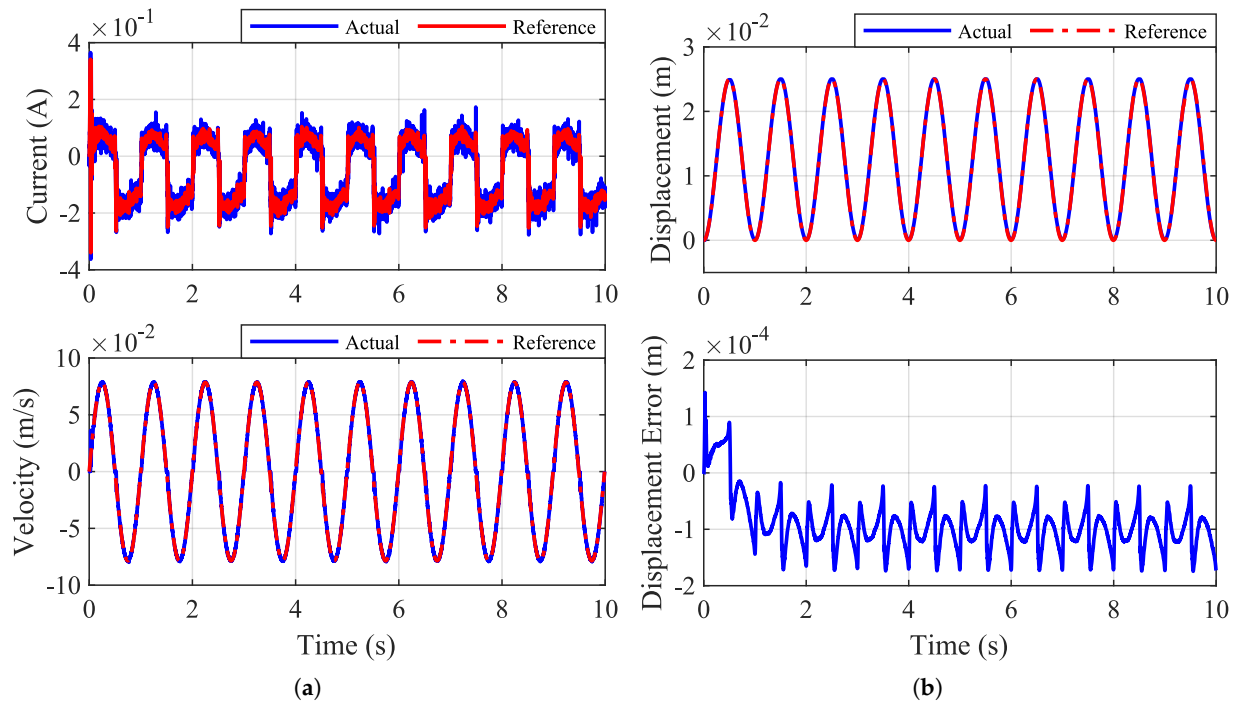 ×10-1
Actual
Reference
4
2
0
-2
-4
Current (A)
0 2 4 6 8 10
×10-2
Actual
Reference
10
5
0
-5
-10
Velocity (m/s)
0 2 4 6 8 10
Time (s)
(a)
×10-2
Actual
Reference
3
2
1
0
Displacement (m)
0 2 4 6 8 10
×10-4
2
1
0
-1
-2
Displacement Error (m)
0 2 4 6 8 10
Time (s)
(b)